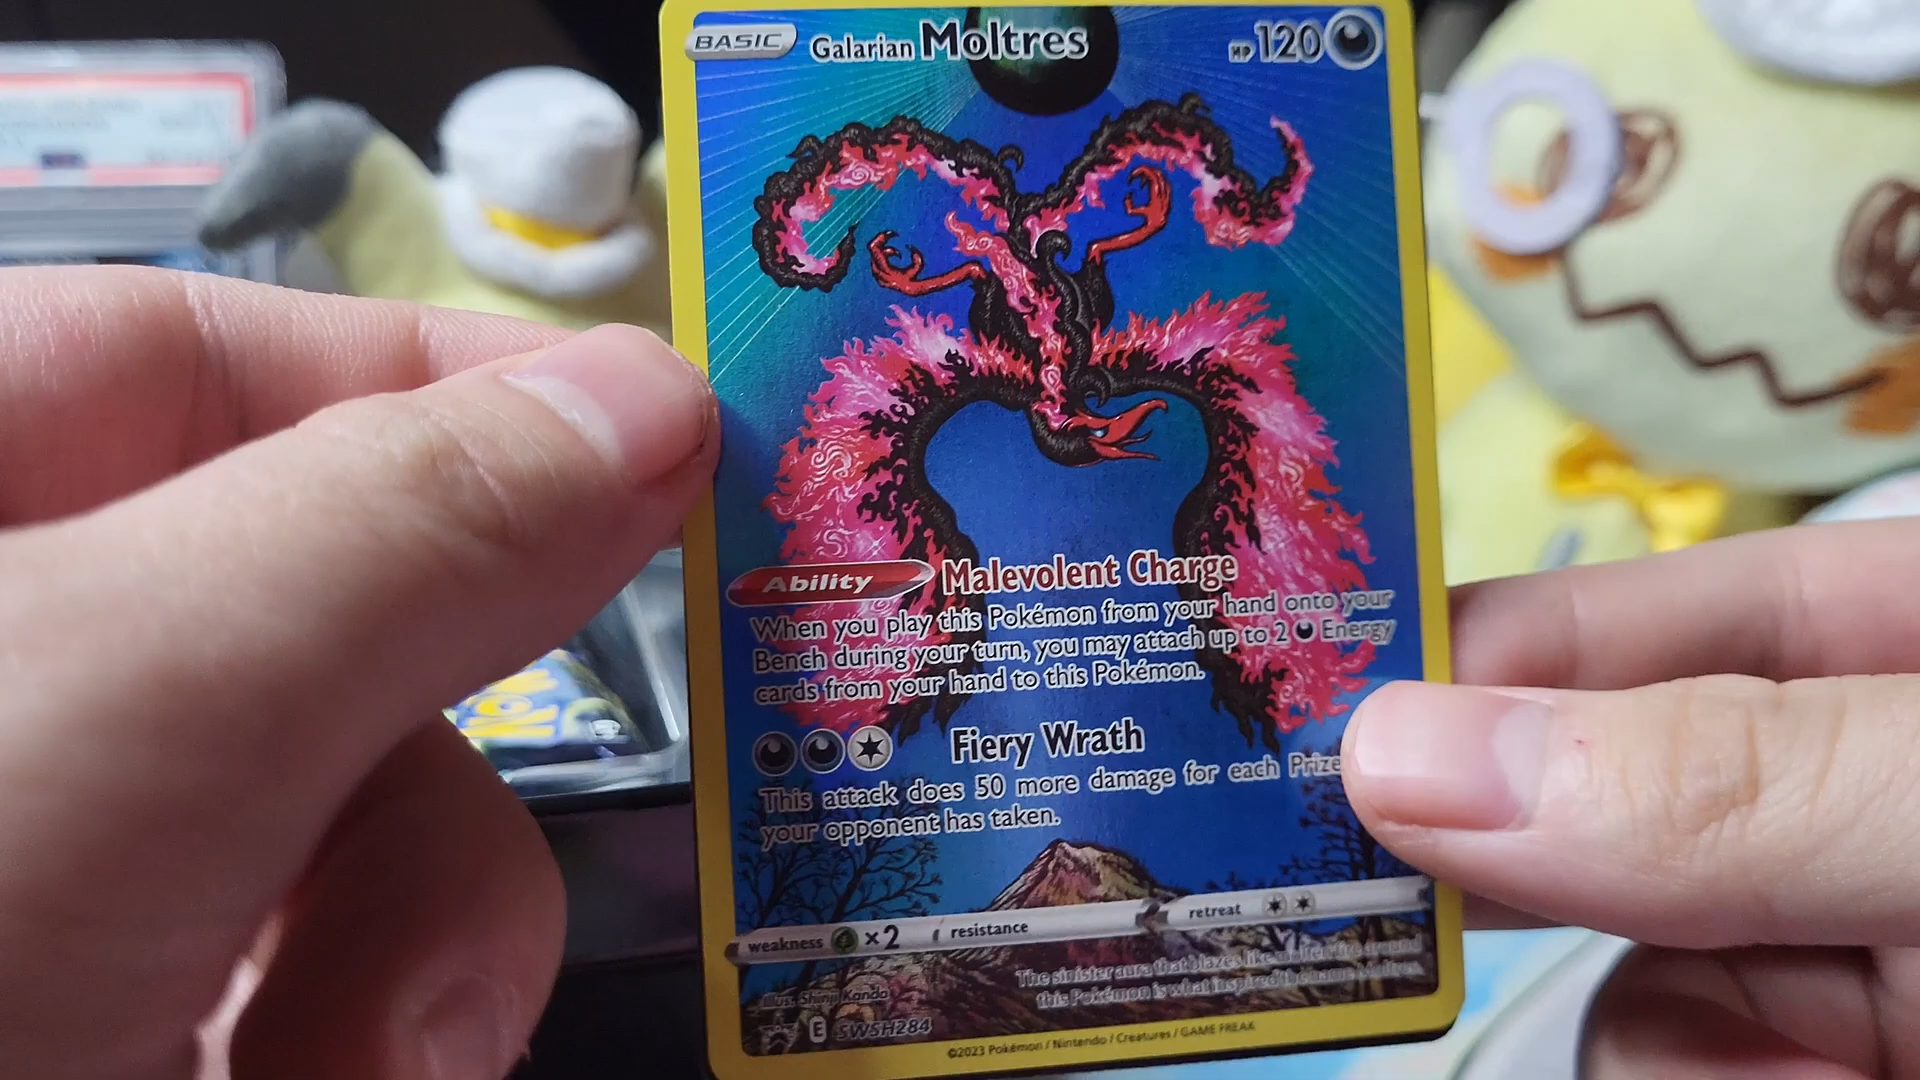 BASIC Galarian Moltres HP 120
Ability Malevolent Charge
When you play this Pokémon from your hand onto your
Bench during your turn, you may attach up to 2 Energy
cards from your hand to this Pokémon.
Fiery Wrath
This attack does 50 more damage for each Prize
your opponent has taken.
weakness ×2 resistance retreat
The sinister aura that blazes like molten fire around
this Pokémon is what inspired the name Moltres.
Illus. Shinji Kanda
E SWSH284
©2023 Pokémon / Nintendo / Creatures / GAME FREAK